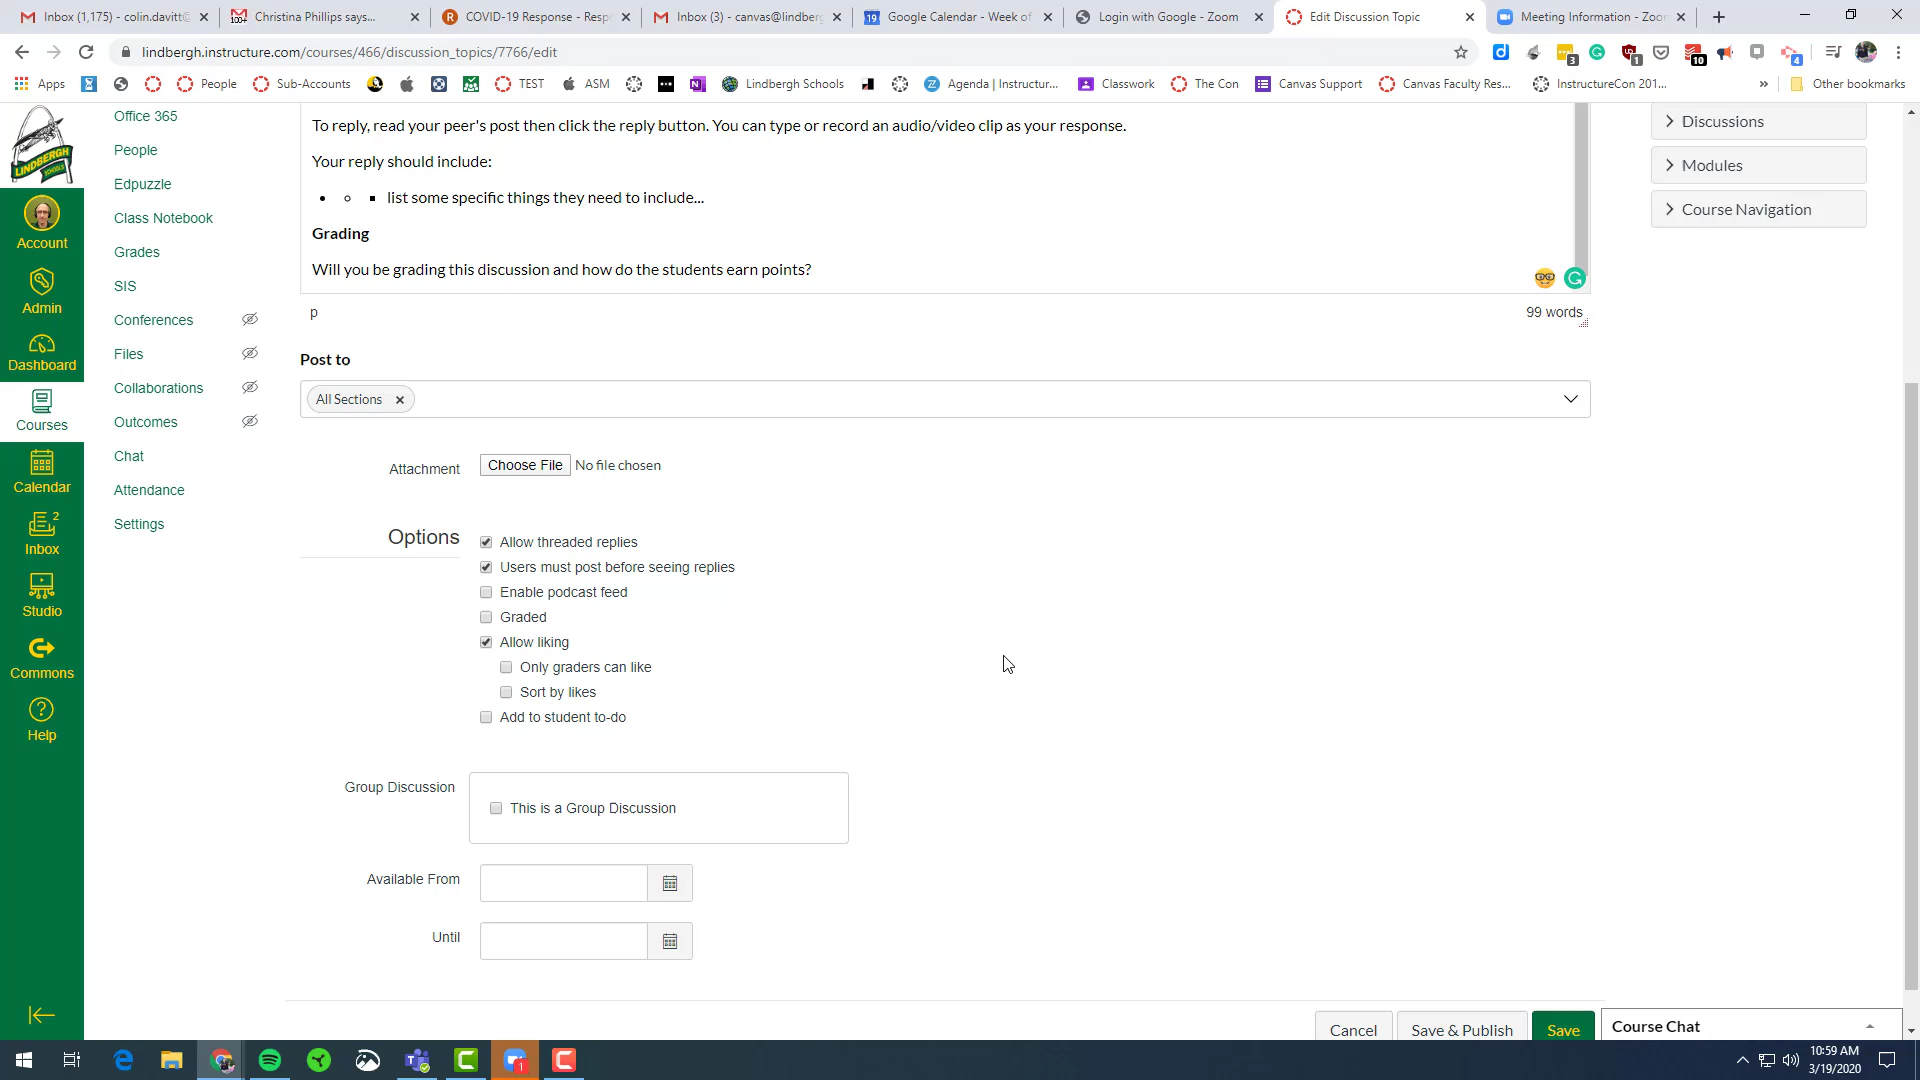 Inbox (1,175) - colin.davitt@
Christina Phillips says...
COVID-19 Response - Resp
Inbox (3) - canvas@lindberg
Google Calendar - Week of
Login with Google - Zoom
Edit Discussion Topic
Meeting Information - Zoom
lindbergh.instructure.com/courses/466/discussion_topics/7766/edit
Apps
People
Sub-Accounts
TEST
ASM
Lindbergh Schools
Agenda | Instructur...
Classwork
The Con
Canvas Support
Canvas Faculty Res...
InstructureCon 201...
»
Other bookmarks
LINDBERGH
SCHOOLS
Account
Admin
Dashboard
Courses
Calendar
2
Inbox
Studio
Commons
Help
Office 365
People
Edpuzzle
Class Notebook
Grades
SIS
Conferences
Files
Collaborations
Outcomes
Chat
Attendance
Settings
To reply, read your peer's post then click the reply button. You can type or record an audio/video clip as your response.
Your reply should include:
list some specific things they need to include...
Grading
Will you be grading this discussion and how do the students earn points?
p
99 words
Post to
All Sections
Attachment
Choose File No file chosen
Options
Allow threaded replies
Users must post before seeing replies
Enable podcast feed
Graded
Allow liking
Only graders can like
Sort by likes
Add to student to-do
Group Discussion
This is a Group Discussion
Available From
Until
Cancel
Save & Publish
Save
Discussions
Modules
Course Navigation
Course Chat
10:59 AM
3/19/2020